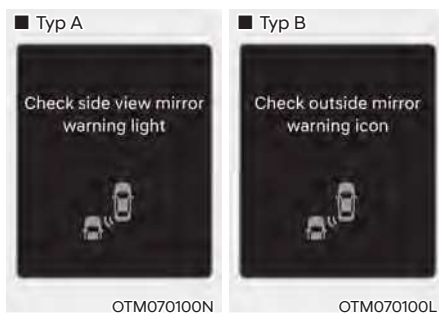 ■ Typ A
Check side view mirror
warning light
OTM070100N
■ Typ B
Check outside mirror
warning icon
OTM070100L